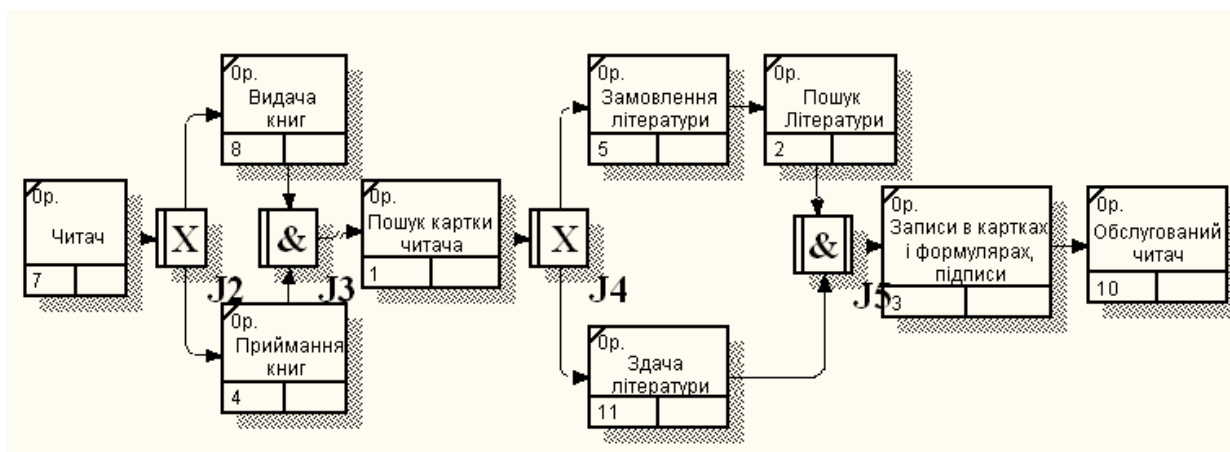 0р.
Читач
7
X
J2
0р.
Видача
книг
8
0р.
Приймання
книг
4
&
J3
0р.
Пошук картки
читача
1
X
J4
0р.
Замовлення
літератури
5
0р.
Пошук
Літератури
2
0р.
Здача
літератури
11
&
J5
0р.
Записи в картках
і формулярах,
підписи
3
0р.
Обслугований
читач
10